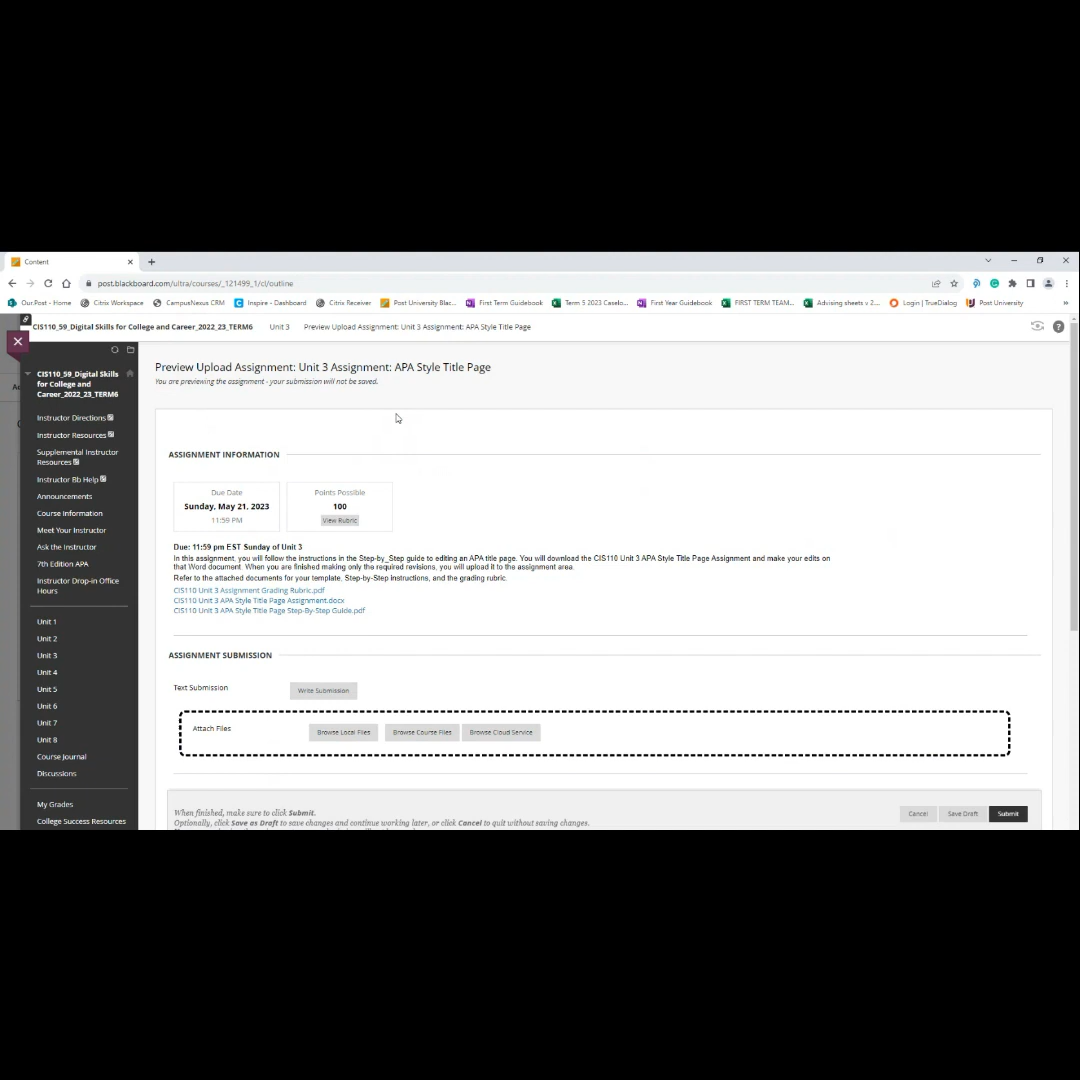 Content
post.blackboard.com/ultra/courses/_121499_1/cl/outline
Our.Post - Home Citrix Workspace CampusNexus CRM Inspire - Dashboard Citrix Receiver Post University Blac... First Term Guidebook Term 5 2023 Caselo... First Year Guidebook FIRST TERM TEAM... Advising sheets v 2.... Login | TrueDialog Post University »
CIS110_59_Digital Skills for College and Career_2022_23_TERM6 Unit 3 Preview Upload Assignment: Unit 3 Assignment: APA Style Title Page
CIS110_59_Digital Skills
for College and
Career_2022_23_TERM6
Instructor Directions
Instructor Resources
Supplemental Instructor
Resources
Instructor Bb Help
Announcements
Course Information
Meet Your Instructor
Ask the Instructor
7th Edition APA
Instructor Drop-in Office
Hours
Unit 1
Unit 2
Unit 3
Unit 4
Unit 5
Unit 6
Unit 7
Unit 8
Course Journal
Discussions
My Grades
College Success Resources
Preview Upload Assignment: Unit 3 Assignment: APA Style Title Page
You are previewing the assignment - your submission will not be saved.
ASSIGNMENT INFORMATION
Due Date
Sunday, May 21, 2023
11:59 PM
Points Possible
100
View Rubric
Due: 11:59 pm EST Sunday of Unit 3
In this assignment, you will follow the instructions in the Step-by_Step guide to editing an APA title page. You will download the CIS110 Unit 3 APA Style Title Page Assignment and make your edits on
that Word document. When you are finished making only the required revisions, you will upload it to the assignment area.
Refer to the attached documents for your template, Step-by-Step instructions, and the grading rubric.
CIS110 Unit 3 Assignment Grading Rubric.pdf
CIS110 Unit 3 APA Style Title Page Assignment.docx
CIS110 Unit 3 APA Style Title Page Step-By-Step Guide.pdf
ASSIGNMENT SUBMISSION
Text Submission Write Submission
Attach Files Browse Local Files Browse Course Files Browse Cloud Service
When finished, make sure to click Submit.
Optionally, click Save as Draft to save changes and continue working later, or click Cancel to quit without saving changes.
Cancel Save Draft Submit